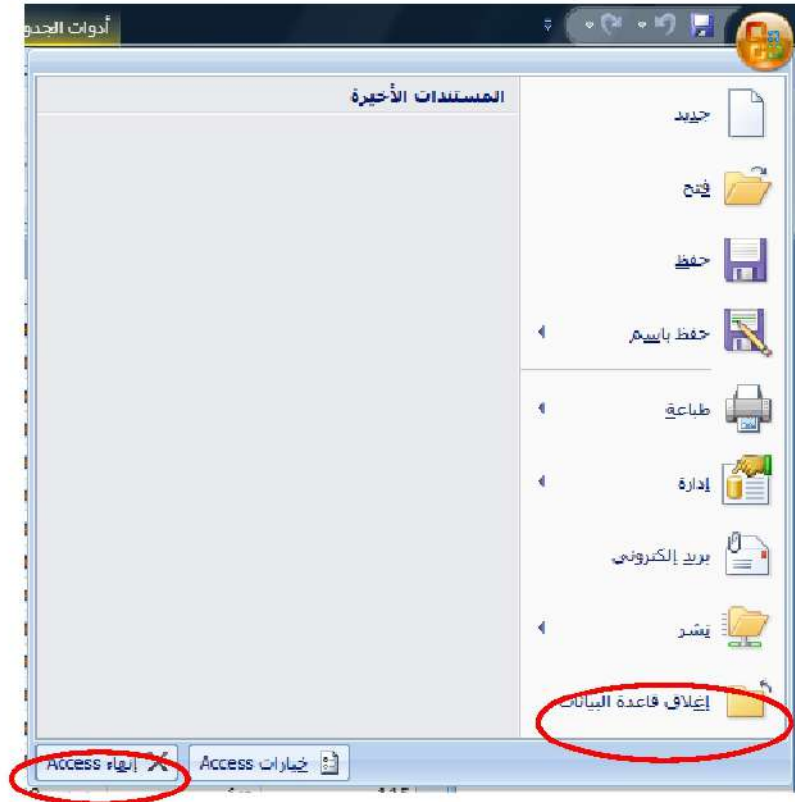 أدوات الجدو
المستندات الأخيرة
جديد
فتح
حفظ
حفظ باسم
طباعة
إدارة
بريد إلكتروني
نشر
إغلاق قاعدة البيانات
خيارات Access
إنهاء Access